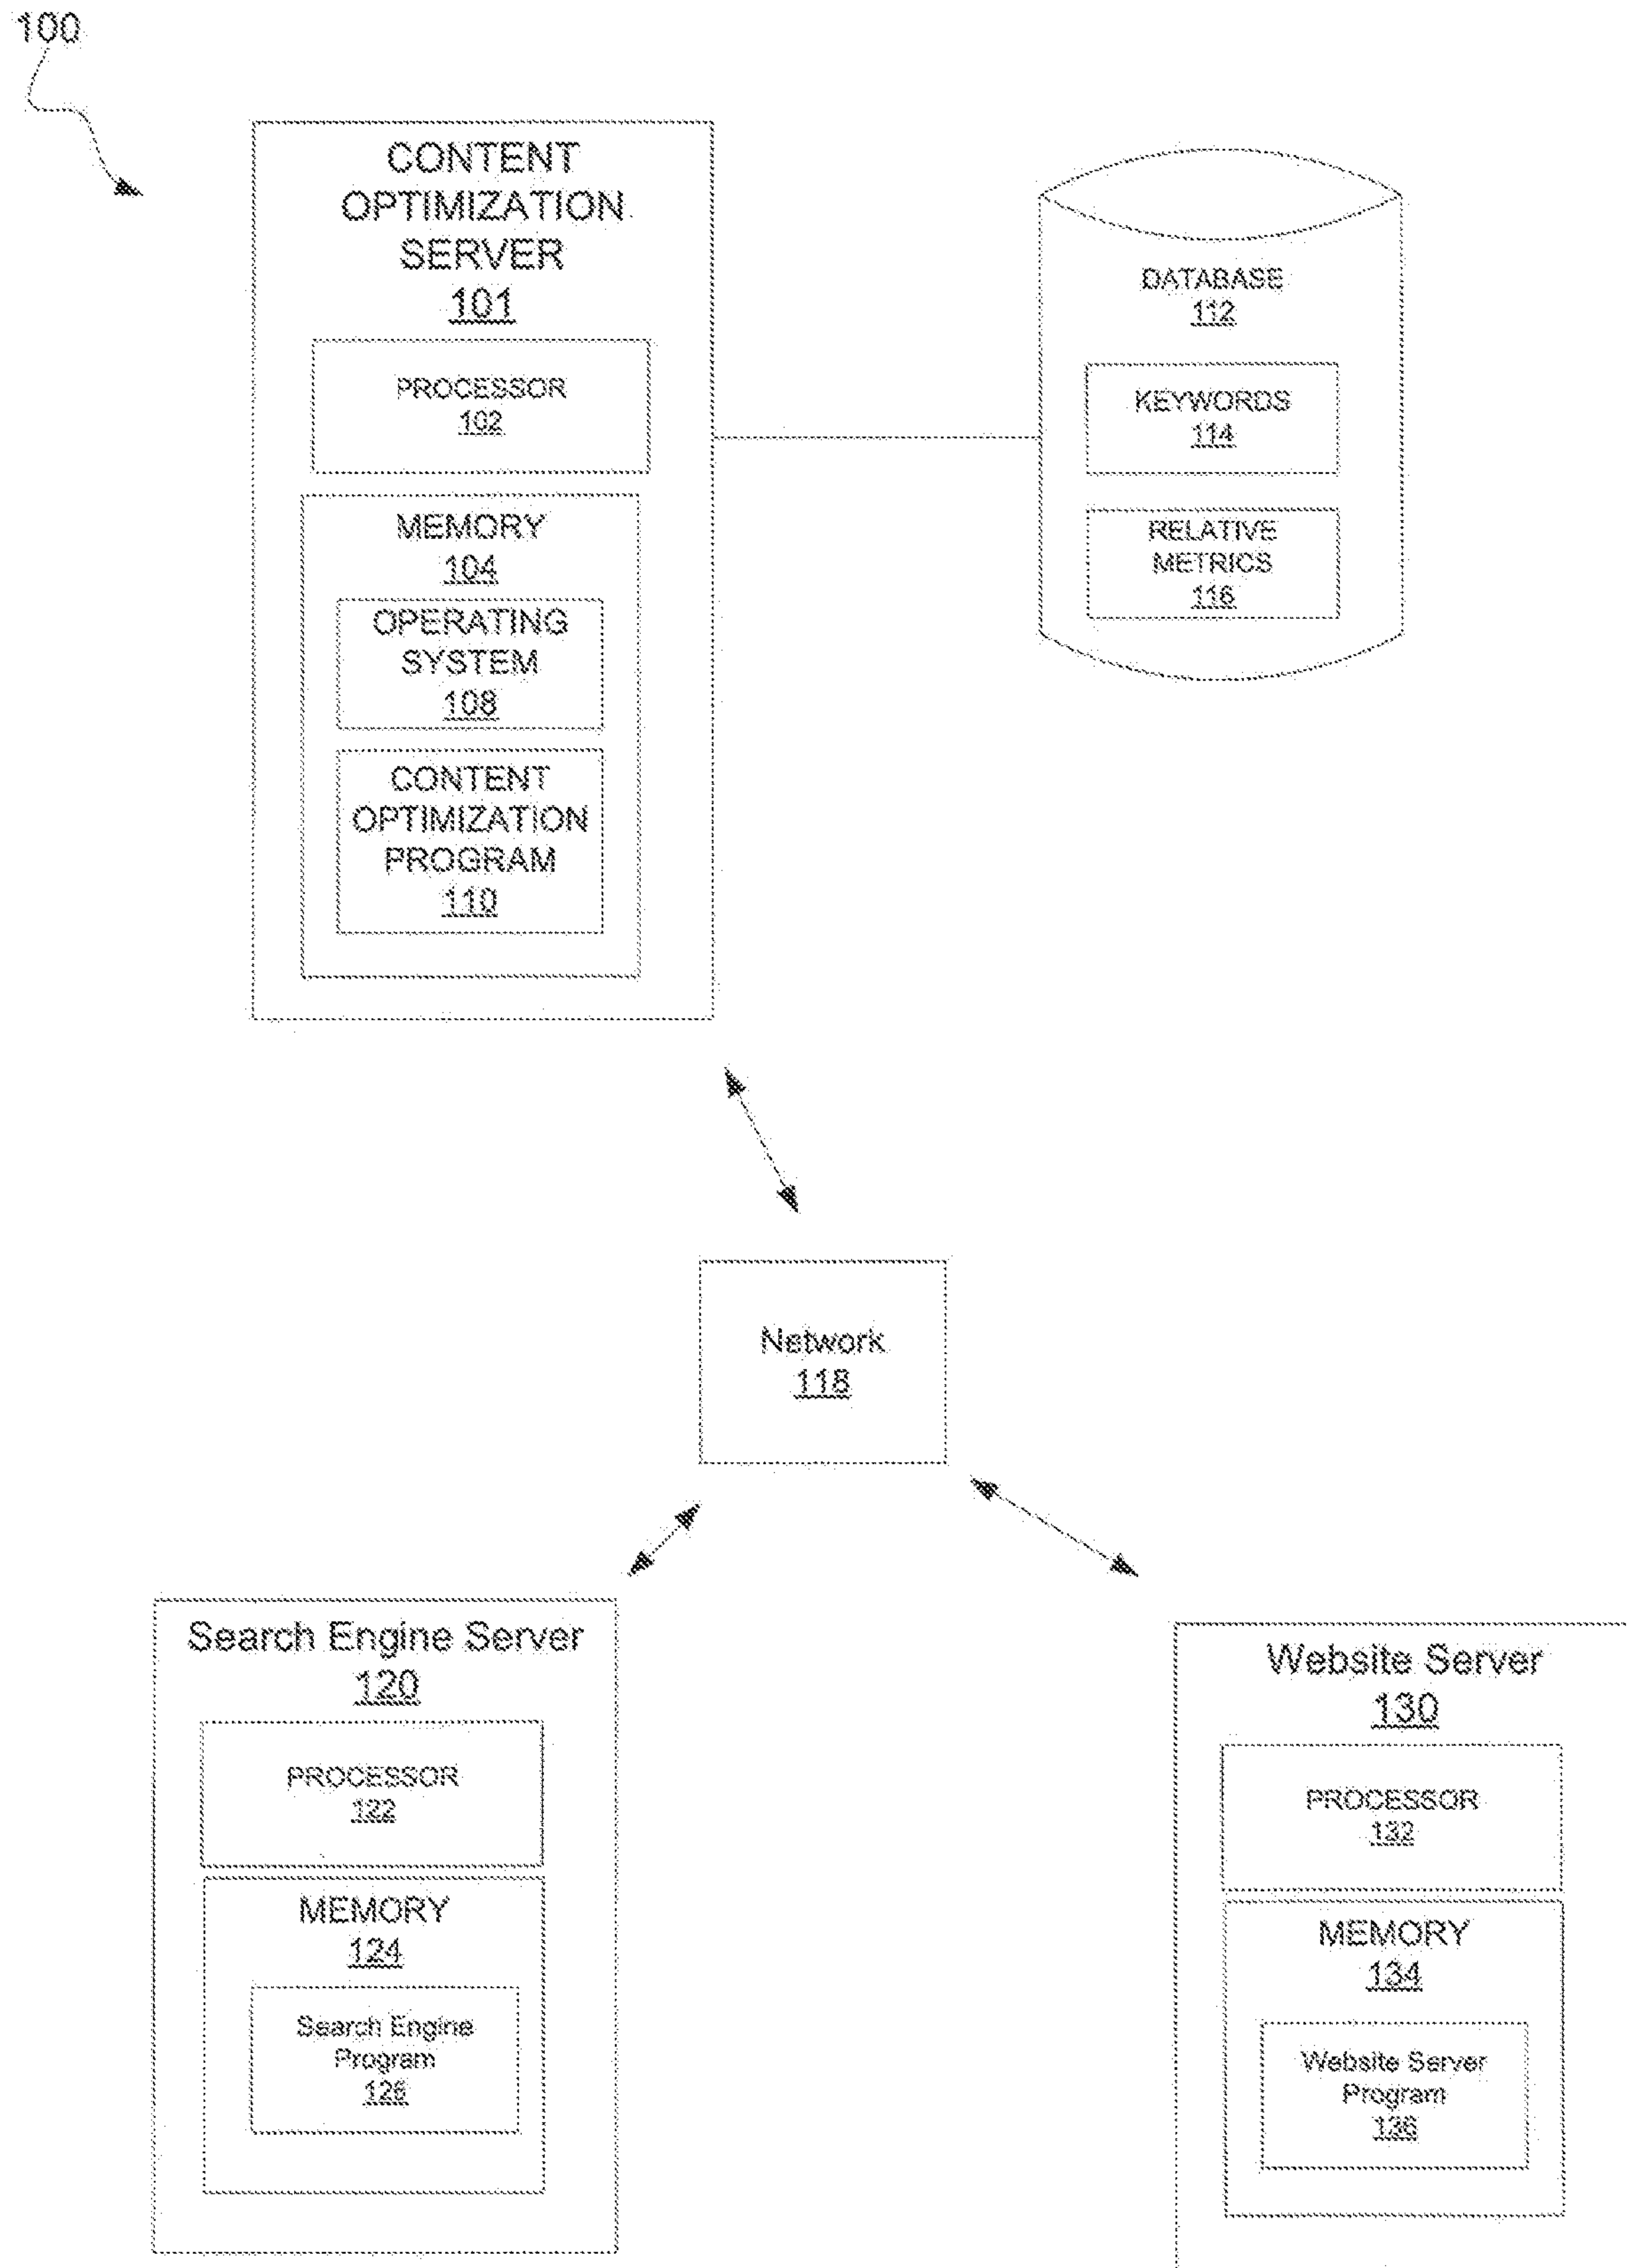 100
CONTENT
OPTIMIZATION
SERVER
101
PROCESSOR
102
MEMORY
104
OPERATING
SYSTEM
108
CONTENT
OPTIMIZATION
PROGRAM
110
DATABASE
112
KEYWORDS
114
RELATIVE
METRICS
116
Network
118
Search Engine Server
120
PROCESSOR
122
MEMORY
124
Search Engine
Program
126
Website Server
130
PROCESSOR
132
MEMORY
134
Website Server
Program
136